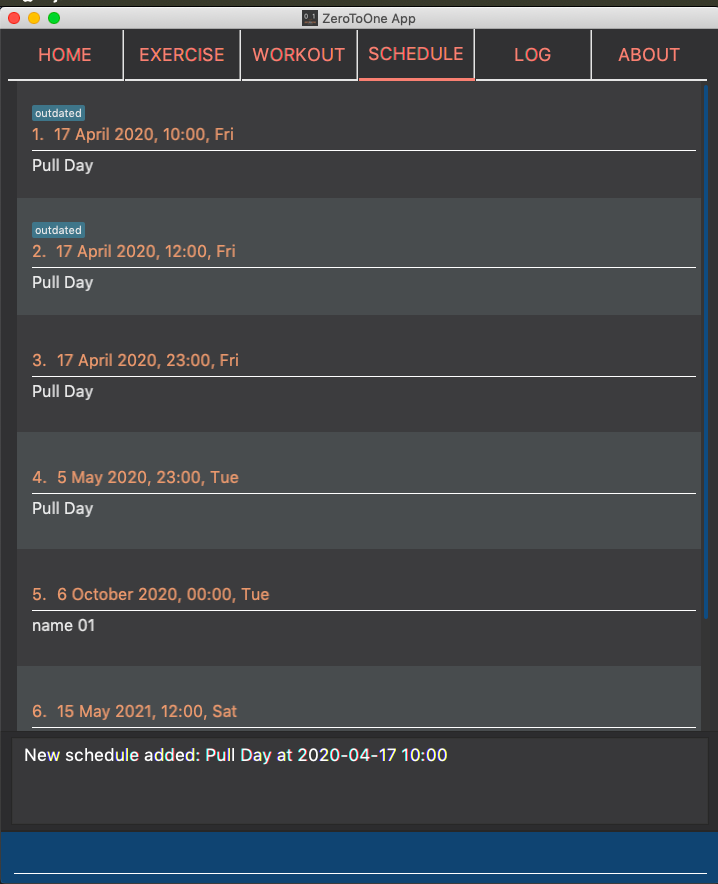 ZeroToOne App
HOME
EXERCISE
WORKOUT
SCHEDULE
LOG
ABOUT
outdated
1. 17 April 2020, 10:00, Fri
Pull Day
outdated
2. 17 April 2020, 12:00, Fri
Pull Day
3. 17 April 2020, 23:00, Fri
Pull Day
4. 5 May 2020, 23:00, Tue
Pull Day
5. 6 October 2020, 00:00, Tue
name 01
6. 15 May 2021, 12:00, Sat
New schedule added: Pull Day at 2020-04-17 10:00